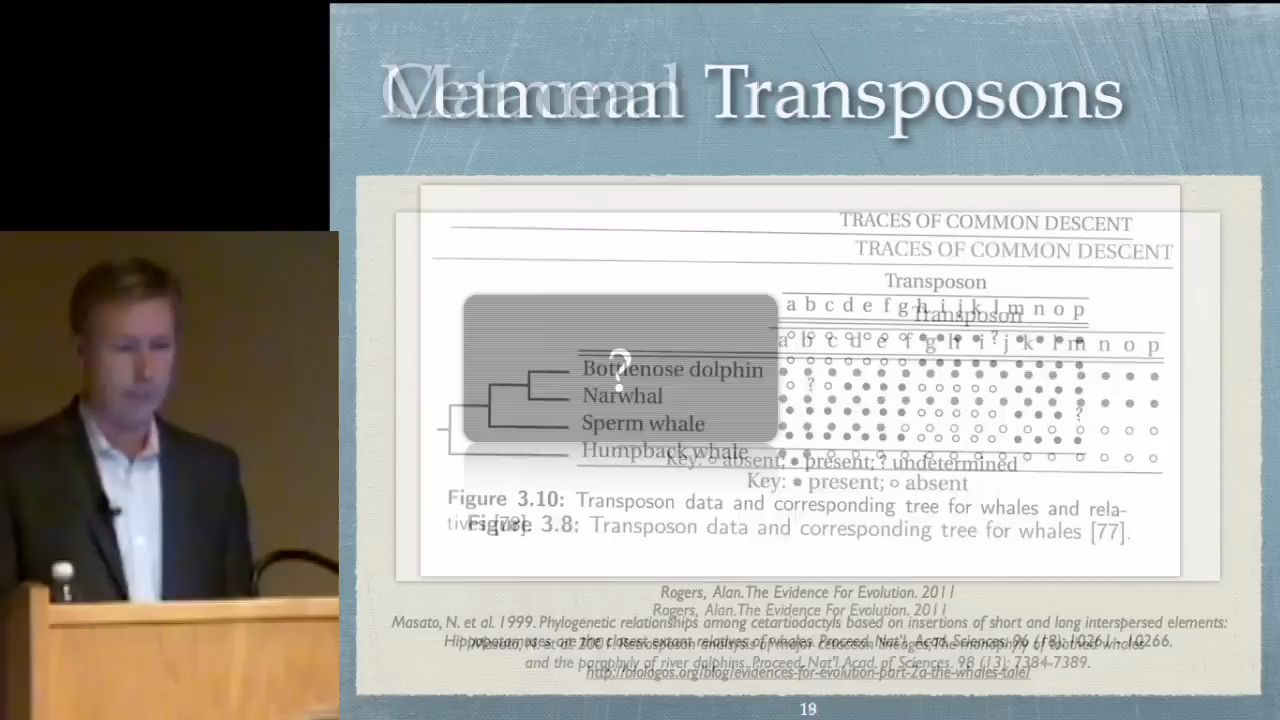 Transposons
TRACES OF COMMON DESCENT
TRACES OF COMMON DESCENT
Transposon
a b c d e f g h i j k l m n o p
Transposon
a b c d e f g h i j k l m n o p
?
?
Bottlenose dolphin
?
Narwhal
Sperm whale
?
Humpback whale
Key: ○ absent; ● present; ? undetermined
Key: ● present; ○ absent
Figure 3.10: Transposon data and corresponding tree for whales and rela-
tives [78].
Figure 3.8: Transposon data and corresponding tree for whales [77].
Rogers, Alan. The Evidence For Evolution. 2011
Rogers, Alan. The Evidence For Evolution. 2011
Masato, N. et al. 1999. Phylogenetic relationships among cetartiodactyls based on insertions of short and long interspersed elements:
Hippopotamuses are the closest extant relatives of whales. Proceed. Nat'l. Acad. Sciences. 96 (18): 10261 - 10266.
and the paraphyly of river dolphins. Proceed. Nat'l Acad. of Sciences. 98 (13): 7384-7389.
http://biologos.org/blog/evidences-for-evolution-part-2a-the-whales-tale/